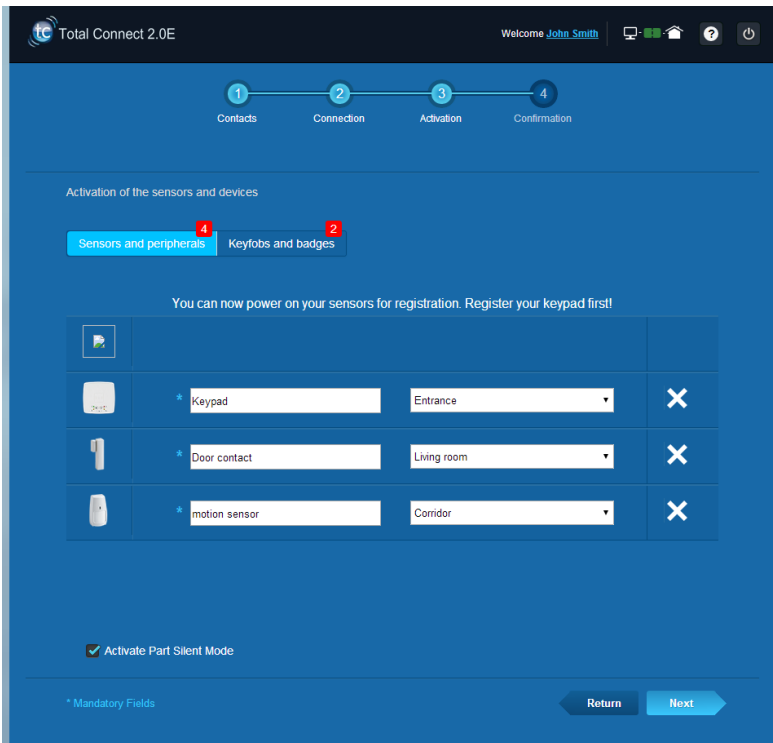 tc Total Connect 2.0E Welcome John Smith ?
1 2 3 4
Contacts Connection Activation Confirmation
Activation of the sensors and devices
4 2
Sensors and peripherals Keyfobs and badges
You can now power on your sensors for registration. Register your keypad first!
* Keypad Entrance
* Door contact Living room
* motion sensor Corridor
Activate Part Silent Mode
* Mandatory Fields Return Next